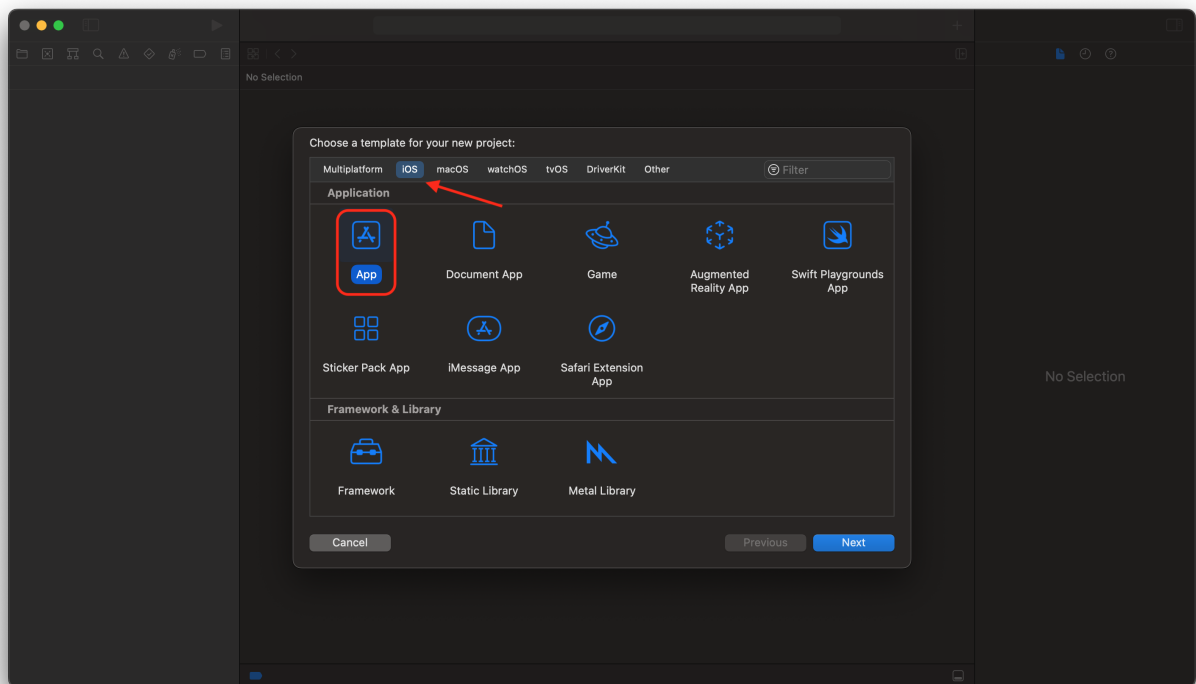 No Selection
Choose a template for your new project:
Multiplatform iOS macOS watchOS tvOS DriverKit Other Filter
Application
App Document App Game Augmented Reality App Swift Playgrounds App
Sticker Pack App iMessage App Safari Extension App
No Selection
Framework & Library
Framework Static Library Metal Library
Cancel Previous Next